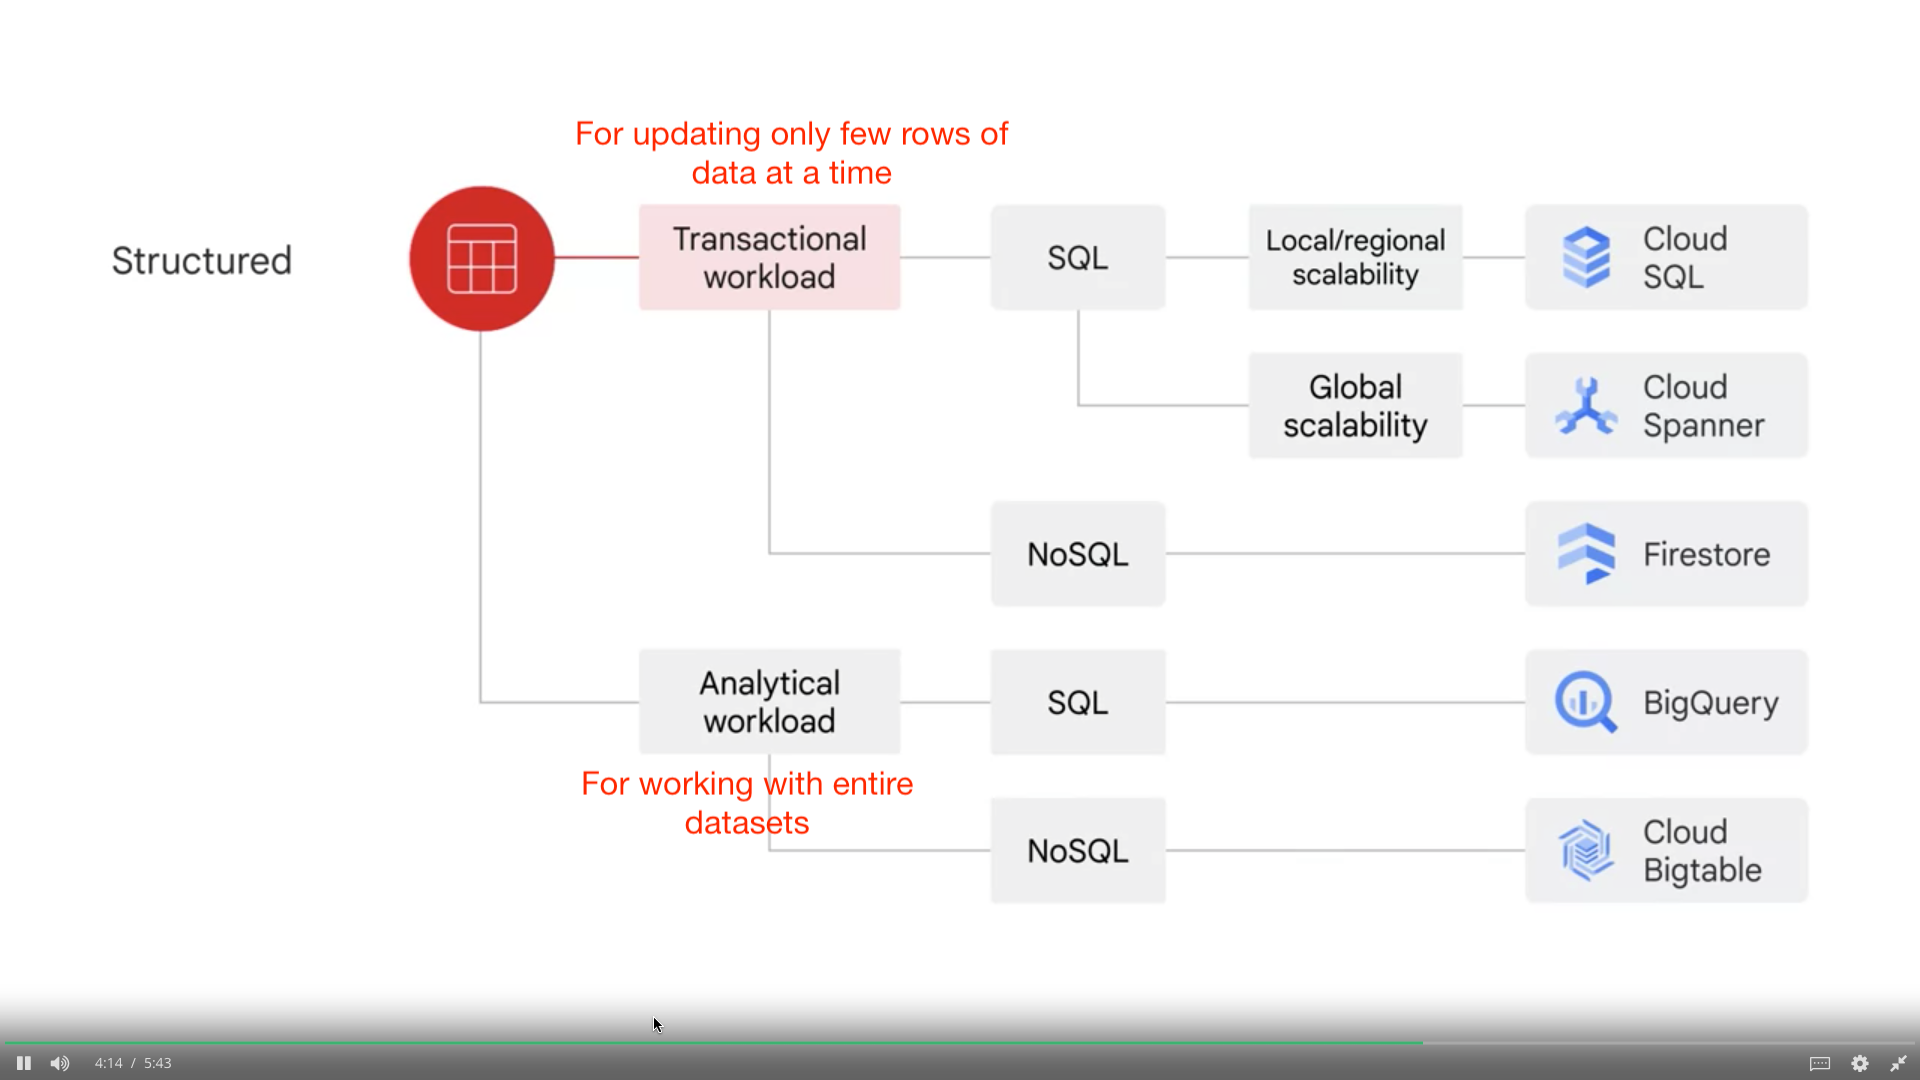 For updating only few rows of
data at a time
Structured
Transactional
workload
SQL
Local/regional
scalability
Cloud
SQL
Global
scalability
Cloud
Spanner
NoSQL
Firestore
Analytical
workload
SQL
BigQuery
For working with entire
datasets
NoSQL
Cloud
Bigtable
4:14 / 5:43